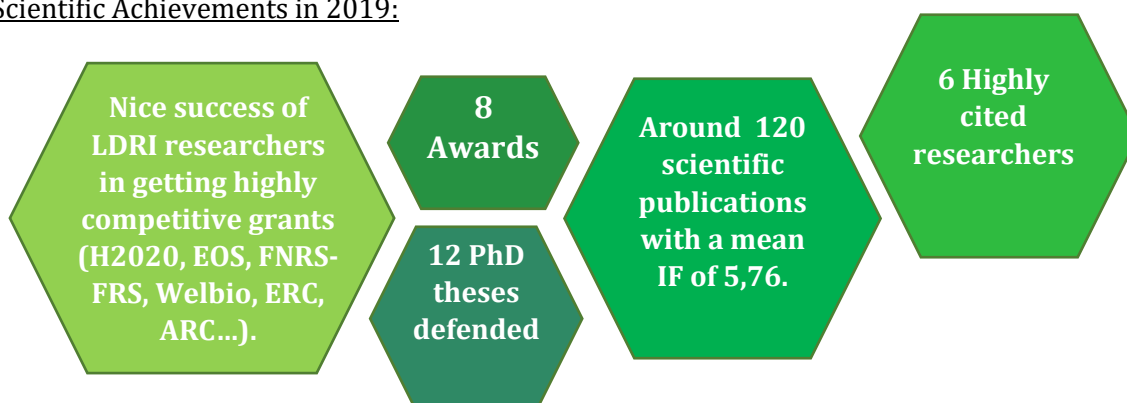 Scientific Achievements in 2019:
Nice success of
LDRI researchers
in getting highly
competitive grants
(H2020, EOS, FNRS-
FRS, Welbio, ERC,
ARC…).
8
Awards
12 PhD
theses
defended
Around 120
scientific
publications
with a mean
IF of 5,76.
6 Highly
cited
researchers